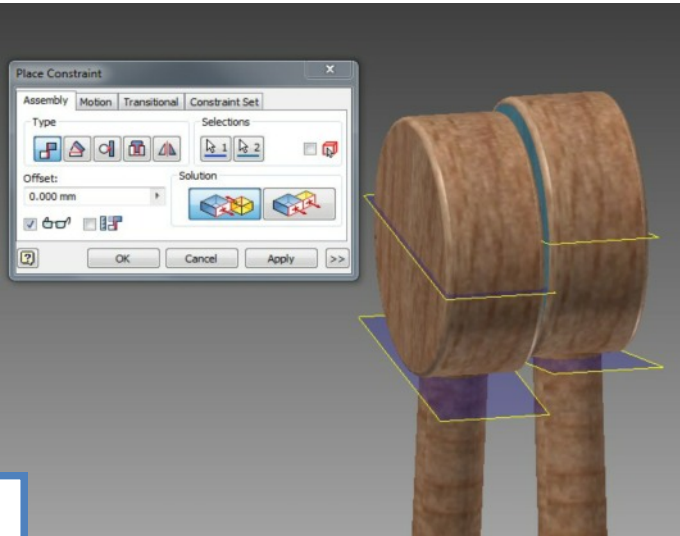 Place Constraint
x
Assembly Motion Transitional Constraint Set
Type
Selections
1 2
Offset:
Solution
0.000 mm
?
OK Cancel Apply >>